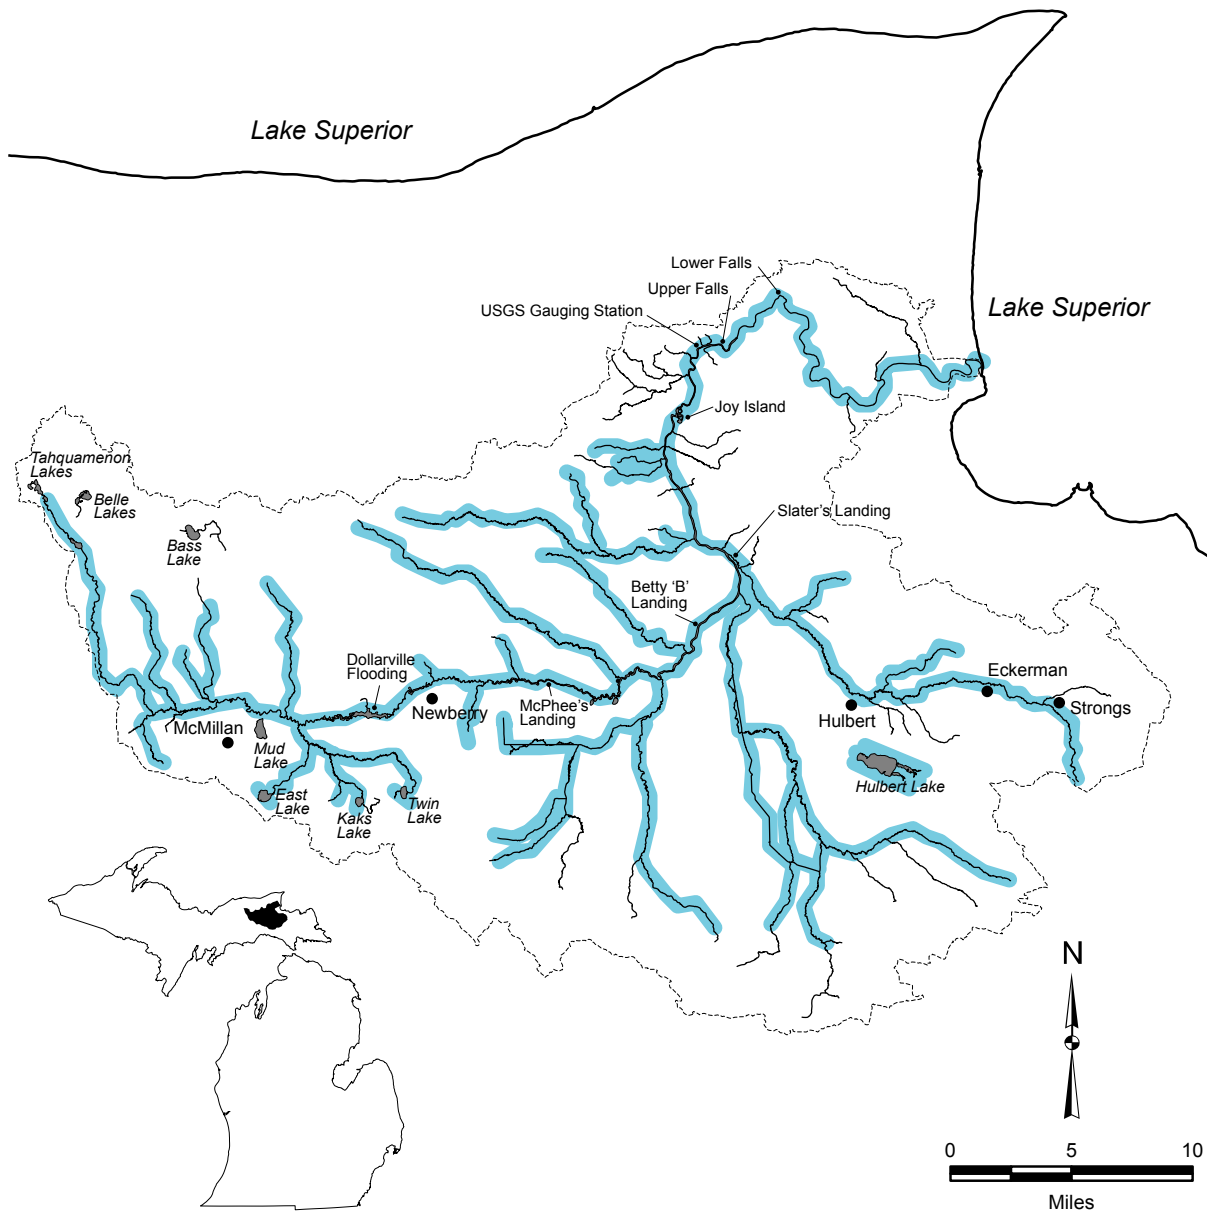 Lake Superior
Lower Falls
Upper Falls
Lake Superior
USGS Gauging Station
Joy Island
Tahquamenon
Lakes
Belle
Lakes
Bass
Lake
Slater's Landing
Betty 'B'
Landing
Dollarville
Flooding
Eckerman
Newberry
McPhee's
Landing
Strongs
Hulbert
McMillan
Mud
Lake
Hulbert Lake
East
Lake
Kaks
Lake
Twin
Lake
N
0 5 10
Miles